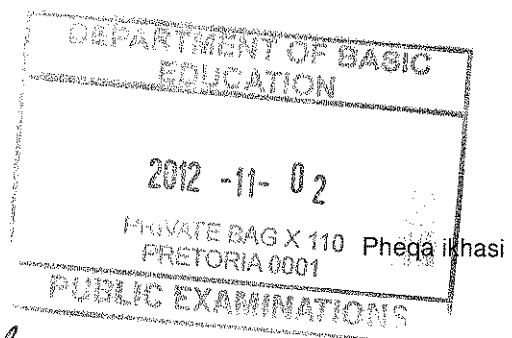 DEPARTMENT OF BASIC
EDUCATION
2012 -11- 02
PRIVATE BAG X 110
PRETORIA 0001
Pheqa ikhasi
PUBLIC EXAMINATIONS